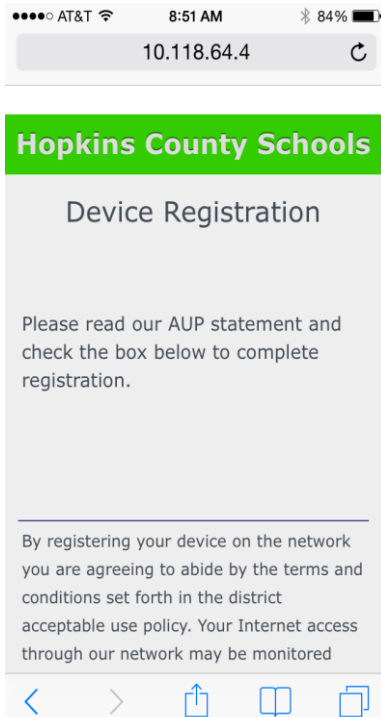 AT&T 8:51 AM 84%
10.118.64.4
Hopkins County Schools
Device Registration
Please read our AUP statement and
check the box below to complete
registration.
By registering your device on the network
you are agreeing to abide by the terms and
conditions set forth in the district
acceptable use policy. Your Internet access
through our network may be monitored